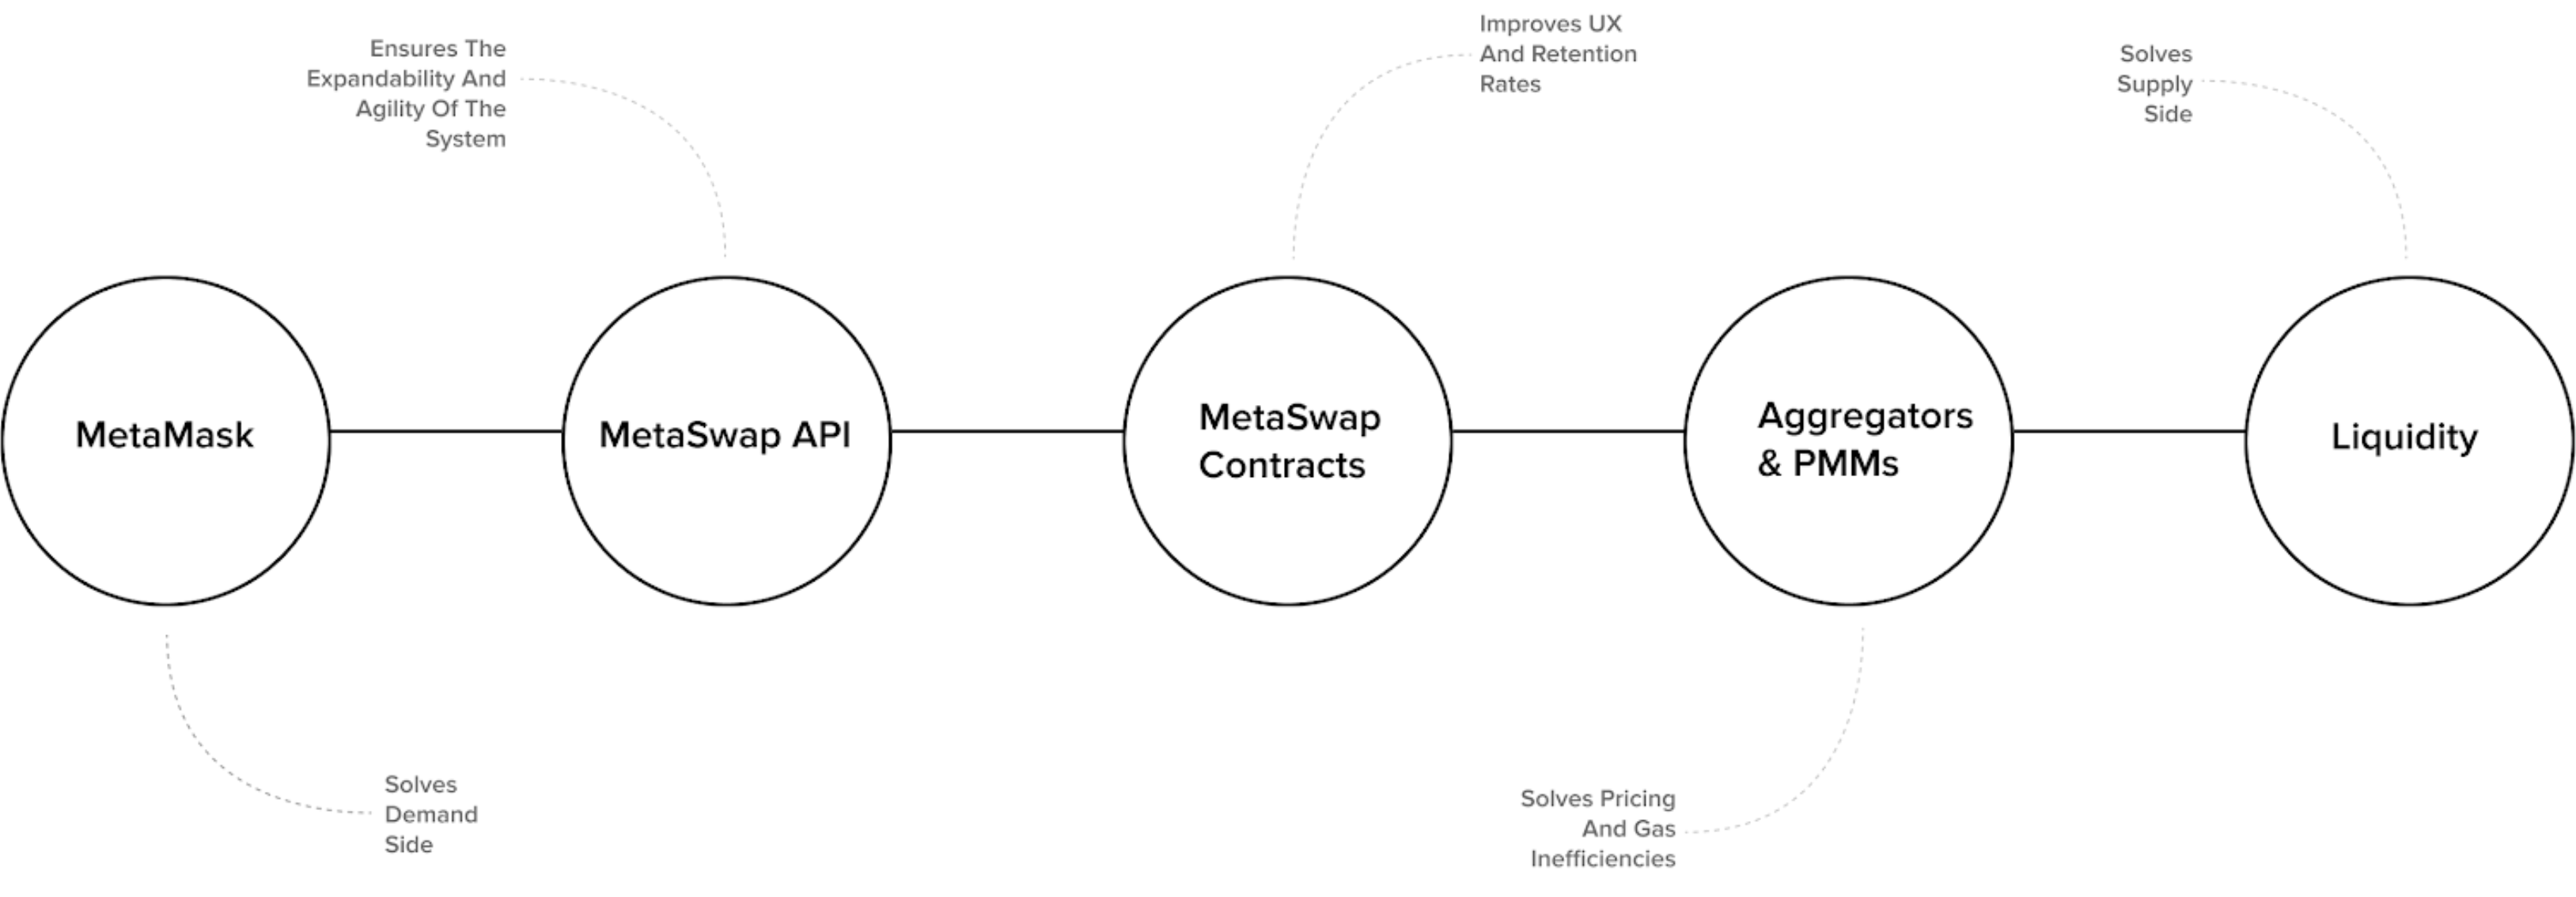 Ensures The
Expandability And
Agility Of The
System
Improves UX
And Retention
Rates
Solves
Supply
Side
MetaMask
MetaSwap API
MetaSwap
Contracts
Aggregators
& PMMs
Liquidity
Solves
Demand
Side
Solves Pricing
And Gas
Inefficiencies